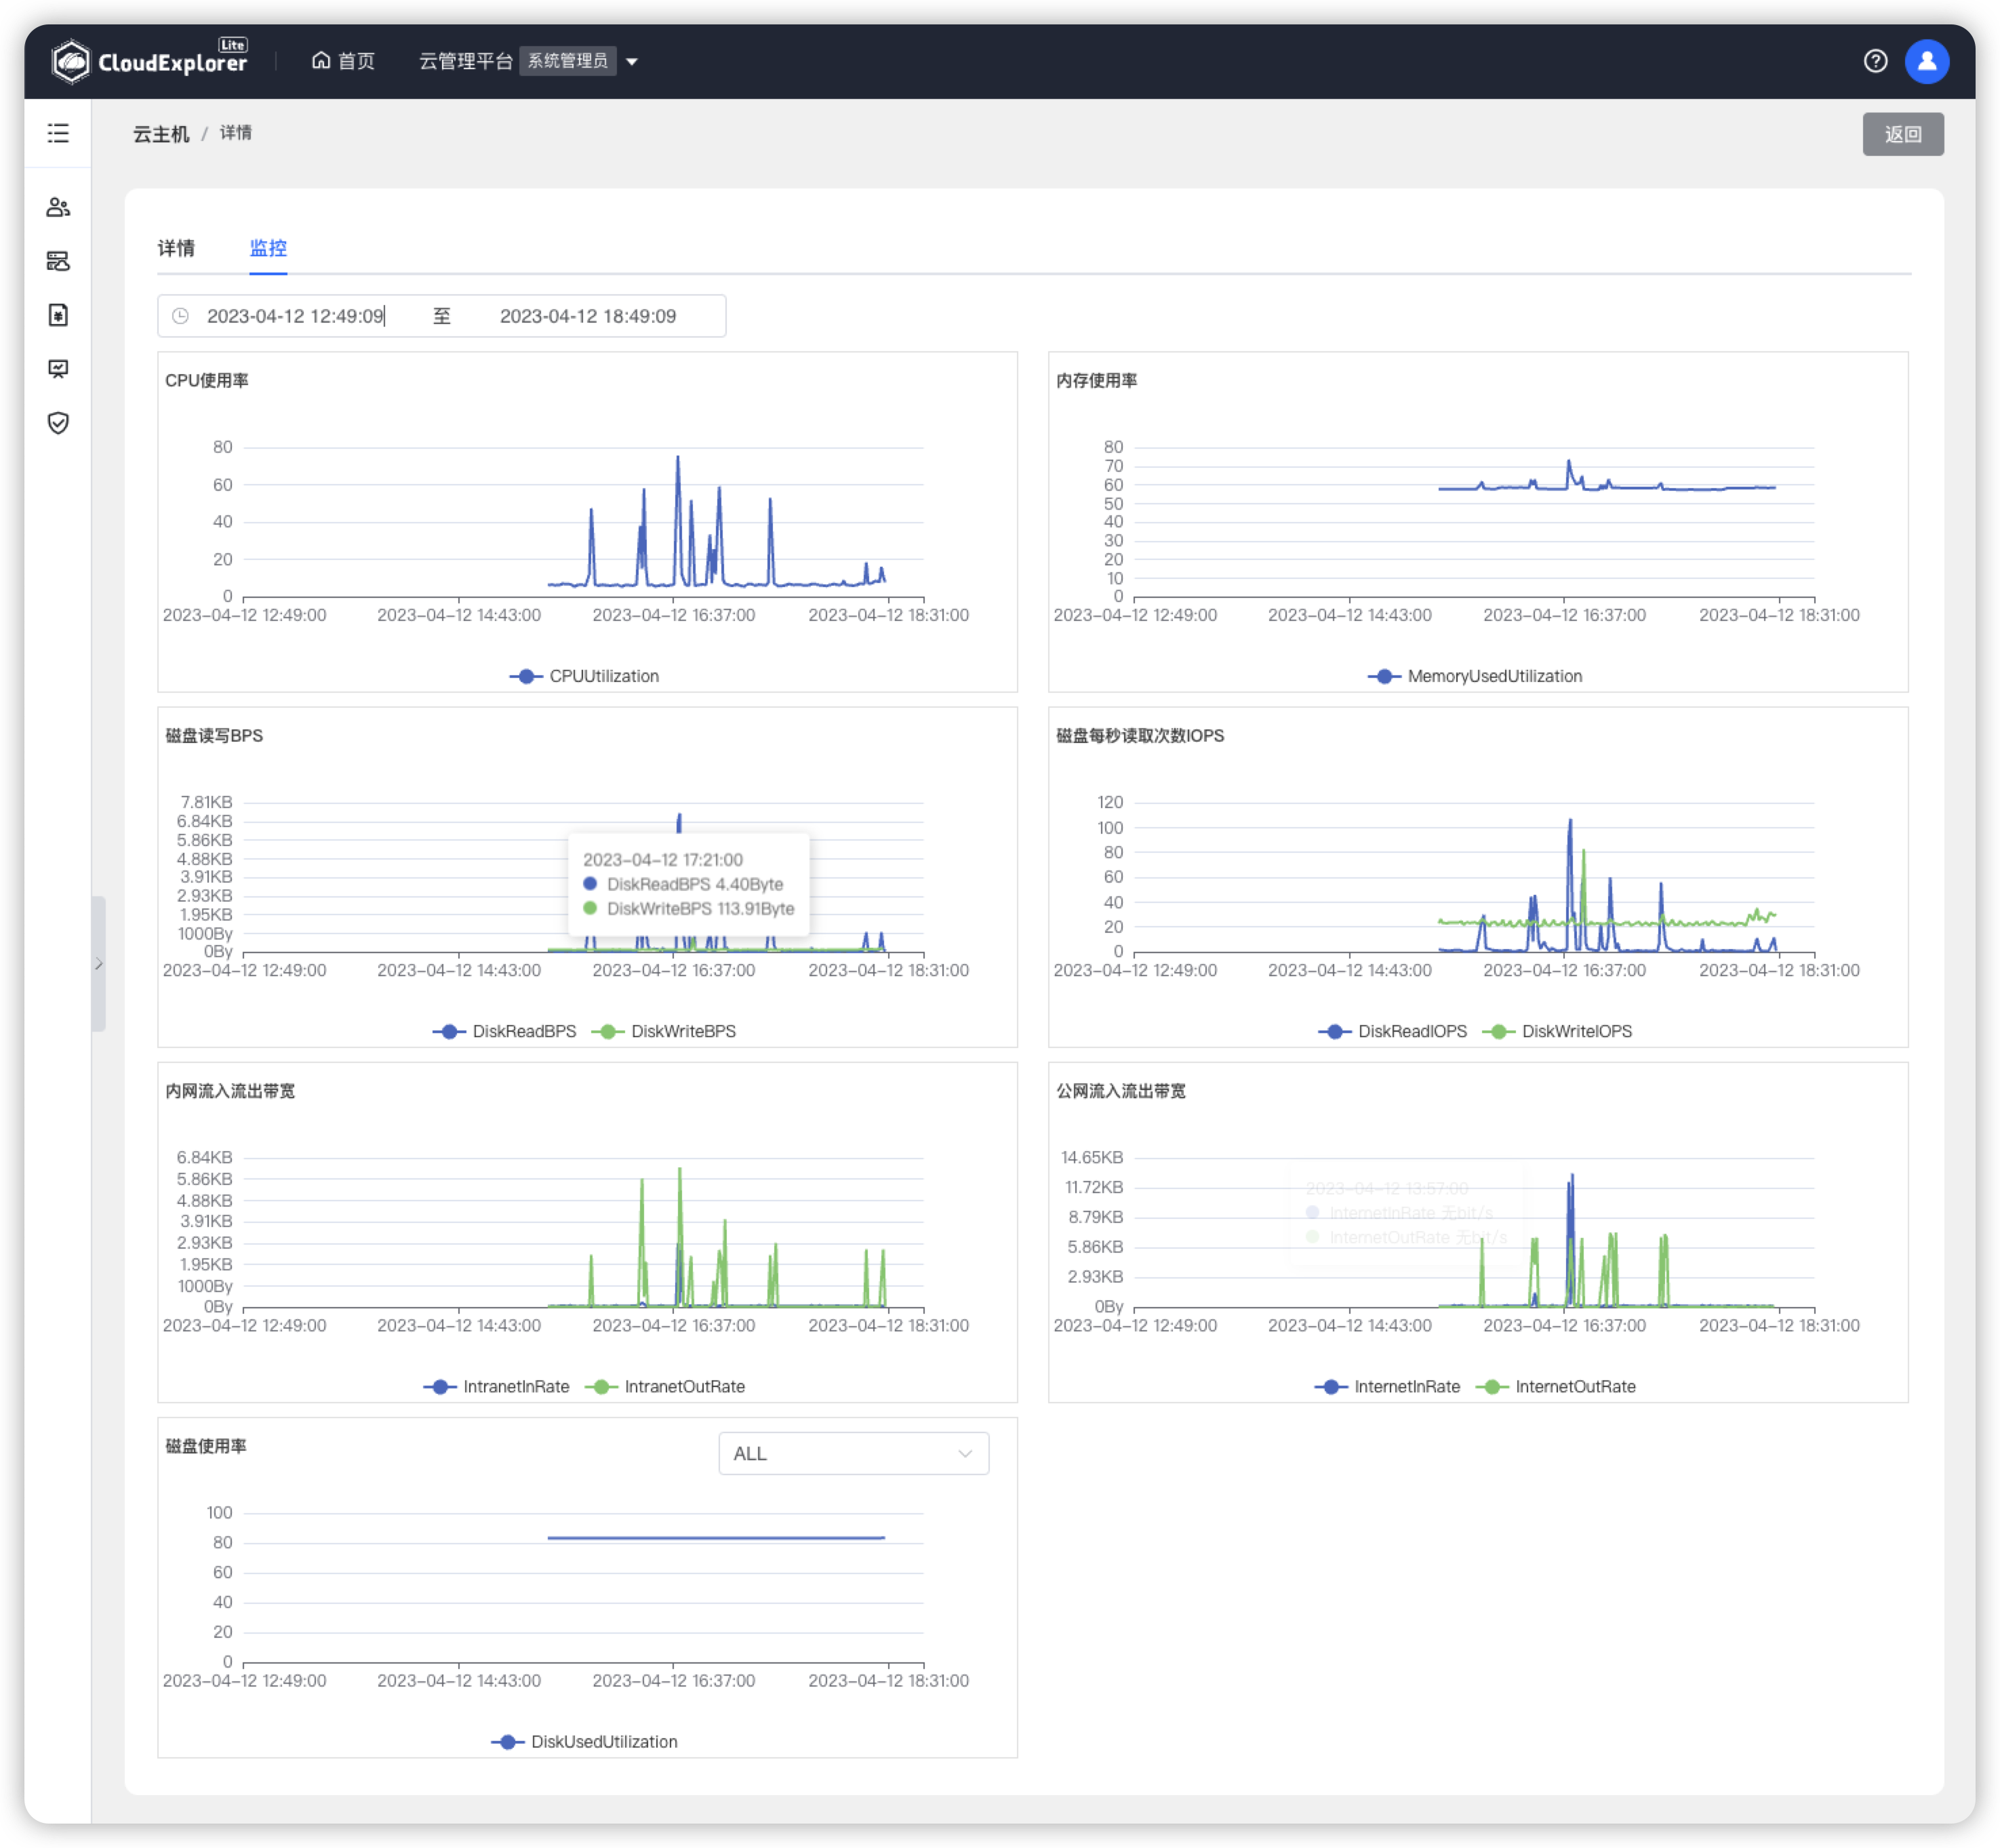 CloudExplorer Lite
首页
云管理平台 系统管理员
云主机 / 详情
返回
详情 监控
2023-04-12 12:49:09 至 2023-04-12 18:49:09
CPU使用率
80
60
40
20
0
2023-04-12 12:49:00 2023-04-12 14:43:00 2023-04-12 16:37:00 2023-04-12 18:31:00
CPUUtilization
内存使用率
80
70
60
50
40
30
20
10
0
2023-04-12 12:49:00 2023-04-12 14:43:00 2023-04-12 16:37:00 2023-04-12 18:31:00
MemoryUsedUtilization
磁盘读写BPS
7.81KB
6.84KB
5.86KB
4.88KB
3.91KB
2.93KB
1.95KB
1000By
0By
2023-04-12 17:21:00
DiskReadBPS 4.40Byte
DiskWriteBPS 113.91Byte
2023-04-12 12:49:00 2023-04-12 14:43:00 2023-04-12 16:37:00 2023-04-12 18:31:00
DiskReadBPS DiskWriteBPS
磁盘每秒读取次数IOPS
120
100
80
60
40
20
0
2023-04-12 12:49:00 2023-04-12 14:43:00 2023-04-12 16:37:00 2023-04-12 18:31:00
DiskReadIOPS DiskWriteIOPS
内网流入流出带宽
6.84KB
5.86KB
4.88KB
3.91KB
2.93KB
1.95KB
1000By
0By
2023-04-12 12:49:00 2023-04-12 14:43:00 2023-04-12 16:37:00 2023-04-12 18:31:00
IntranetInRate IntranetOutRate
公网流入流出带宽
14.65KB
11.72KB
8.79KB
5.86KB
2.93KB
0By
2023-04-12 13:57:00
InternetInRate 无bit/s
InternetOutRate 无bit/s
2023-04-12 12:49:00 2023-04-12 14:43:00 2023-04-12 16:37:00 2023-04-12 18:31:00
InternetInRate InternetOutRate
磁盘使用率
ALL
100
80
60
40
20
0
2023-04-12 12:49:00 2023-04-12 14:43:00 2023-04-12 16:37:00 2023-04-12 18:31:00
DiskUsedUtilization